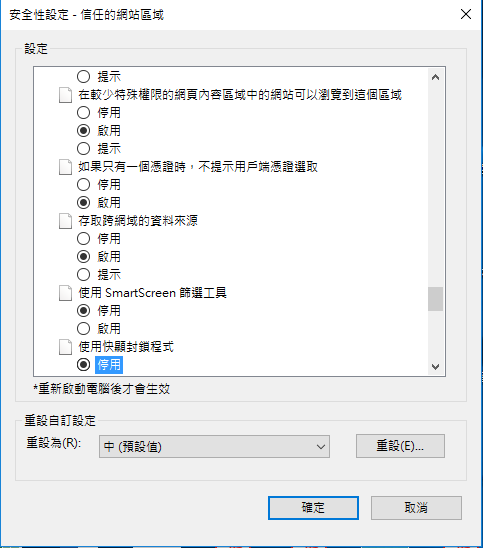 安全性設定 - 信任的網站區域
設定
提示
在較少特殊權限的網頁內容區域中的網站可以瀏覽到這個區域
停用
啟用
提示
如果只有一個憑證時，不提示用戶端憑證選取
停用
啟用
存取跨網域的資料來源
停用
啟用
提示
使用 SmartScreen 篩選工具
停用
啟用
使用快顯封鎖程式
停用
*重新啟動電腦後才會生效
重設自訂設定
重設為(R):
中 (預設值)
重設(E)...
確定
取消